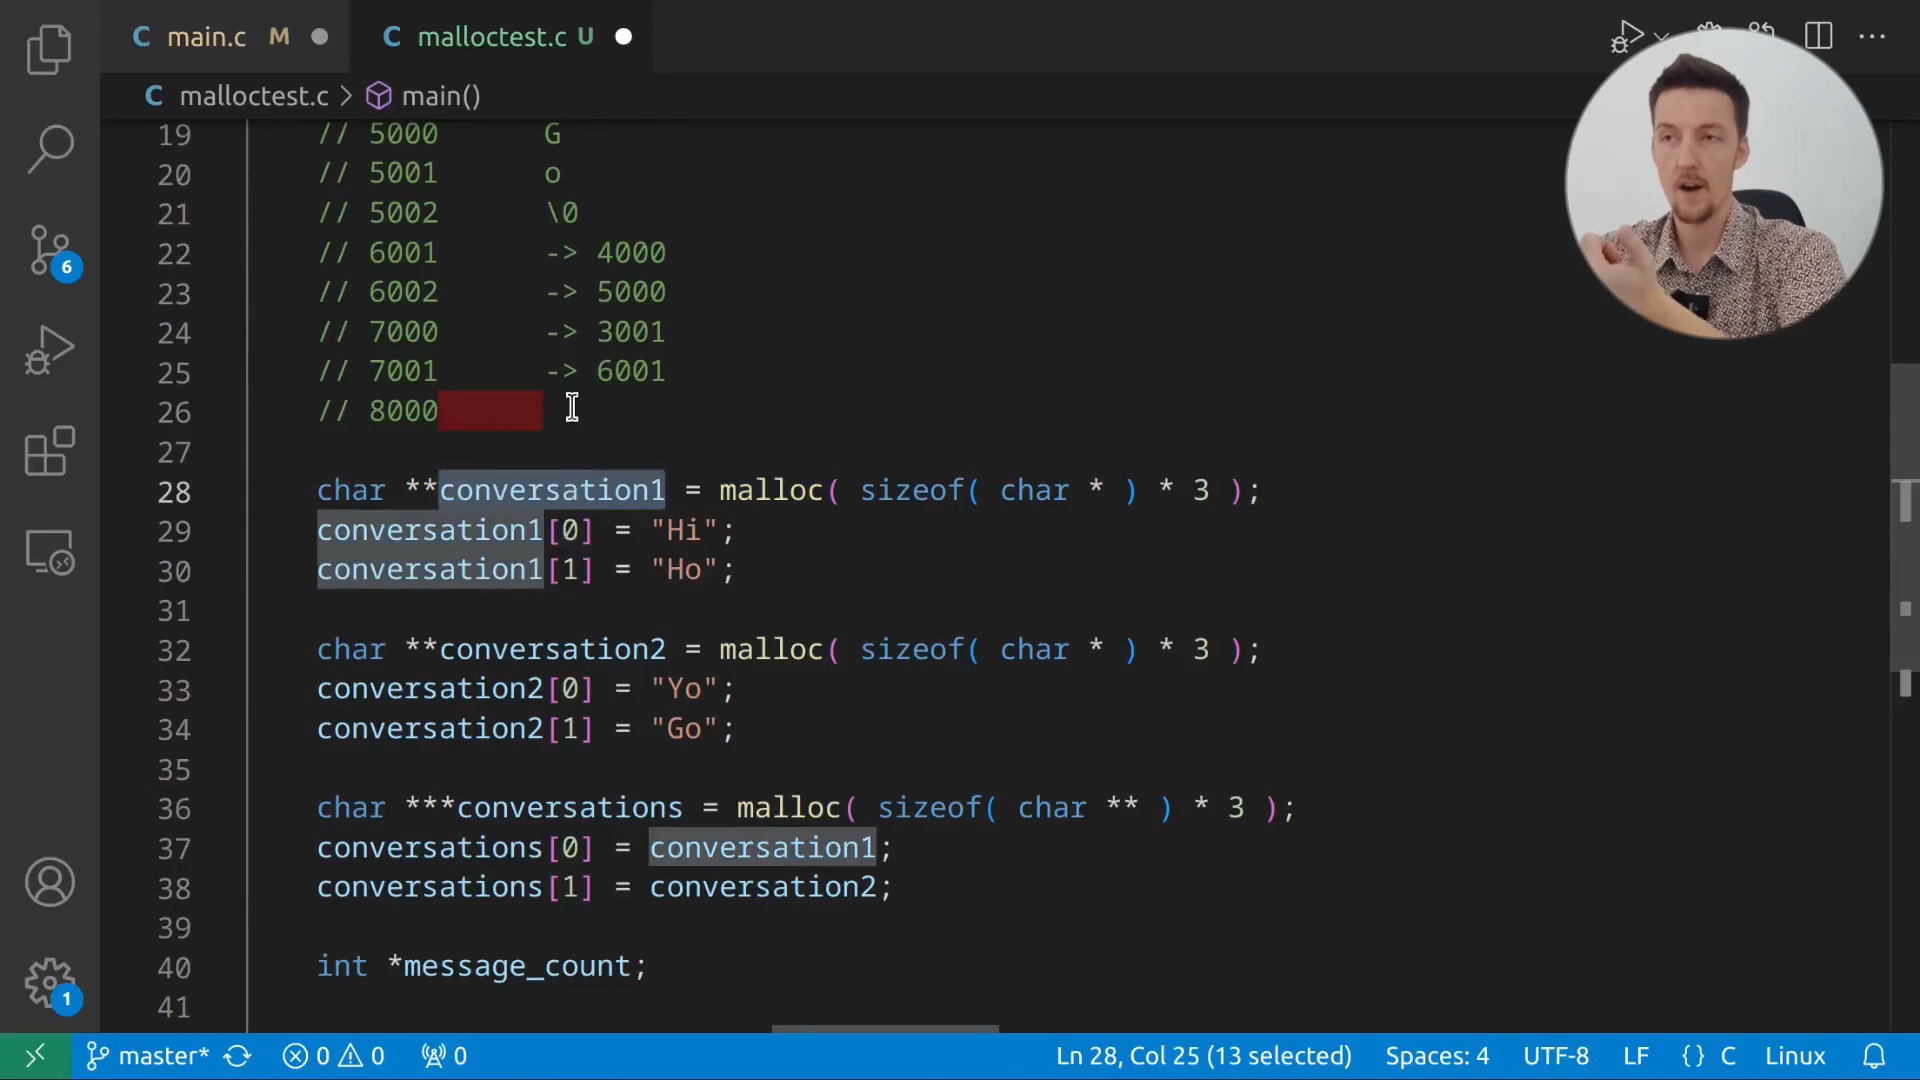 C main.c M
C malloctest.c U
C malloctest.c > main()
19 // 5000 G
20 // 5001 o
21 // 5002 \0
22 // 6001 -> 4000
23 // 6002 -> 5000
24 // 7000 -> 3001
25 // 7001 -> 6001
26 // 8000
27
28 char **conversation1 = malloc( sizeof( char * ) * 3 );
29 conversation1[0] = "Hi";
30 conversation1[1] = "Ho";
31
32 char **conversation2 = malloc( sizeof( char * ) * 3 );
33 conversation2[0] = "Yo";
34 conversation2[1] = "Go";
35
36 char ***conversations = malloc( sizeof( char ** ) * 3 );
37 conversations[0] = conversation1;
38 conversations[1] = conversation2;
39
40 int *message_count;
41
6
1
master* 0 0 0 Ln 28, Col 25 (13 selected) Spaces: 4 UTF-8 LF {} C Linux